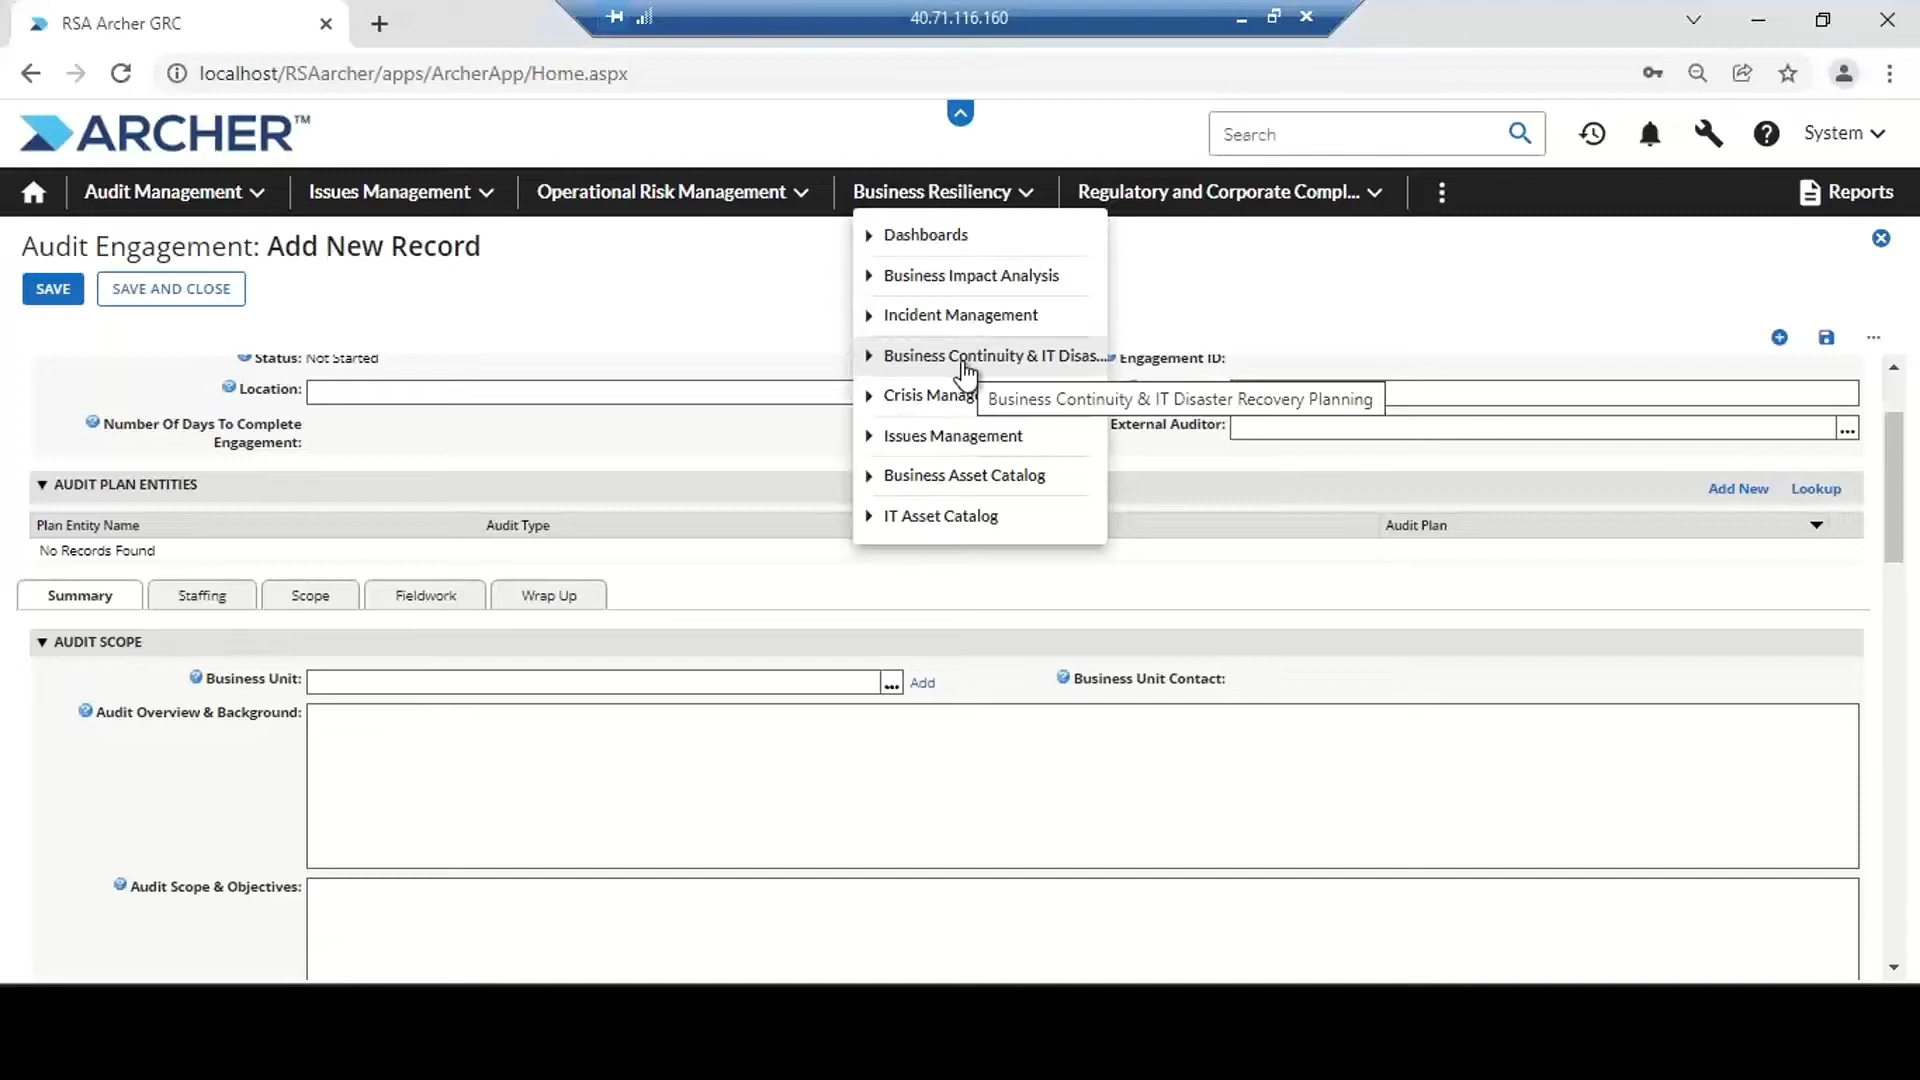 RSA Archer GRC
40.71.116.160
localhost/RSAarcher/apps/ArcherApp/Home.aspx
ARCHER™
Search
System
Audit Management
Issues Management
Operational Risk Management
Business Resiliency
Regulatory and Corporate Compl...
Reports
Audit Engagement: Add New Record
SAVE
SAVE AND CLOSE
Dashboards
Business Impact Analysis
Incident Management
Business Continuity & IT Disas...
Crisis Manag
Issues Management
Business Asset Catalog
IT Asset Catalog
Business Continuity & IT Disaster Recovery Planning
Status: Not Started
Engagement ID:
Location:
Number Of Days To Complete
Engagement:
External Auditor:
...
AUDIT PLAN ENTITIES
Add New
Lookup
Plan Entity Name
Audit Type
Audit Plan
No Records Found
Summary
Staffing
Scope
Fieldwork
Wrap Up
AUDIT SCOPE
Business Unit:
...
Add
Business Unit Contact:
Audit Overview & Background:
Audit Scope & Objectives: